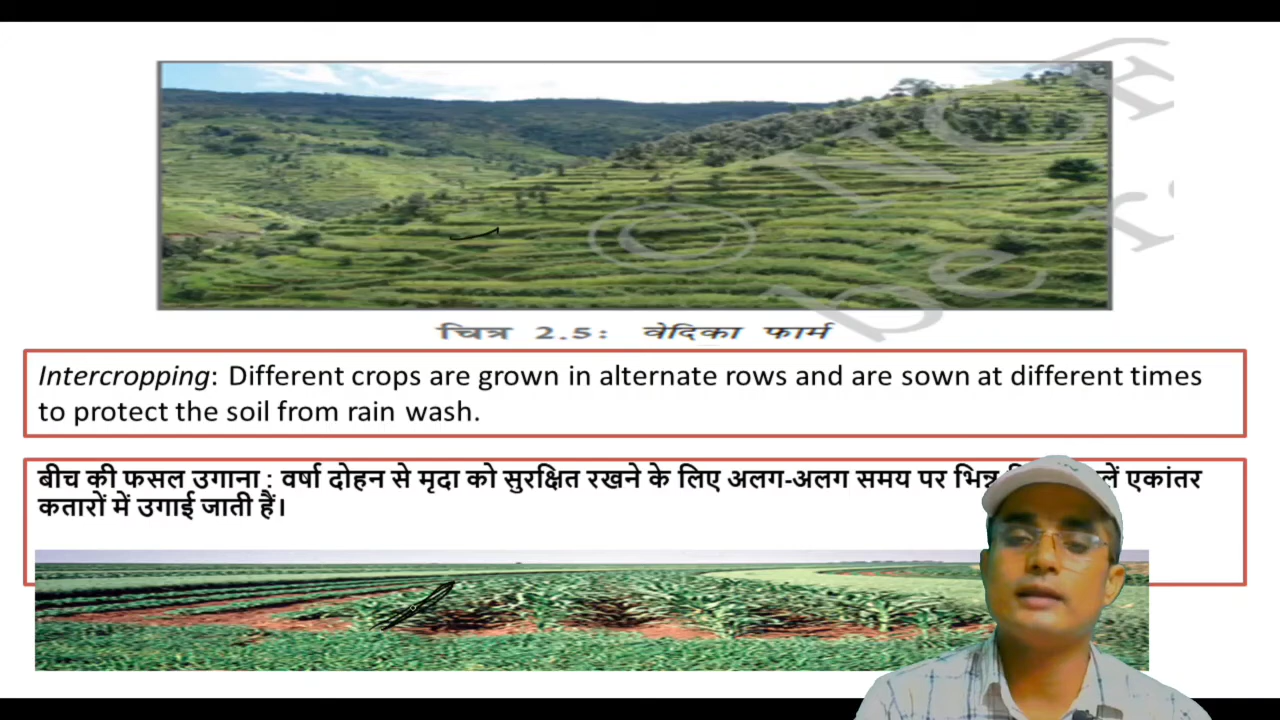 चित्र 2.5: वेदिका फार्म
Intercropping: Different crops are grown in alternate rows and are sown at different times
to protect the soil from rain wash.
बीच की फसल उगाना : वर्षा दोहन से मृदा को सुरक्षित रखने के लिए अलग-अलग समय पर एकांतर
कतारों में उगाई जाती हैं।